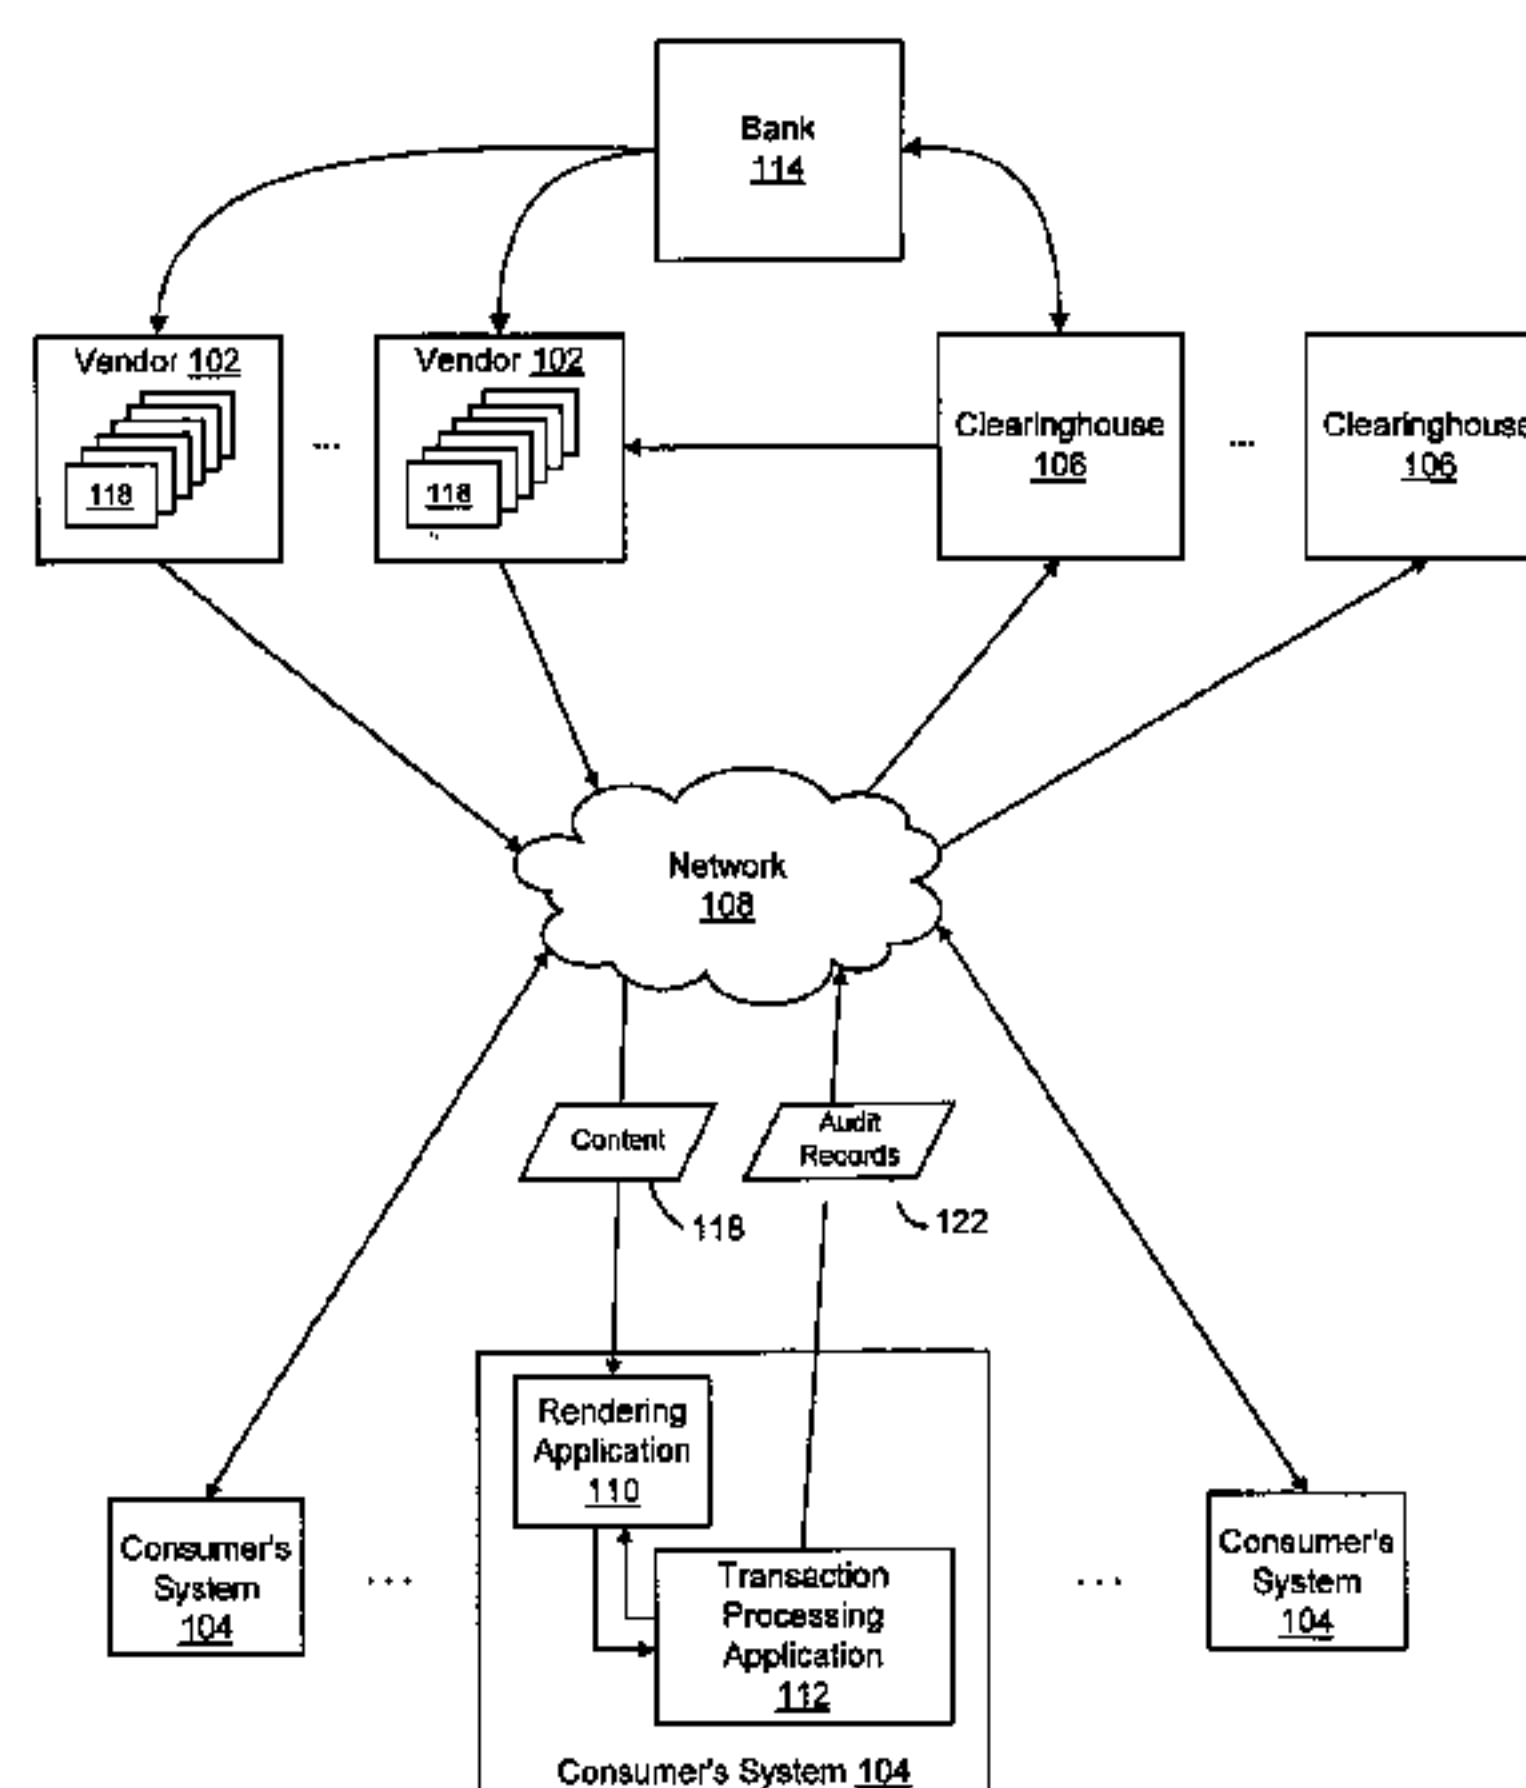 Bank
114
Vendor 102
118
...
Vendor 102
118
Clearinghouse
106
...
Clearinghouse
106
Network
108
Content
118
Audit
Records
122
Rendering
Application
110
Transaction
Processing
Application
112
Consumer's System 104
Consumer's
System
104
...
...
Consumer's
System
104